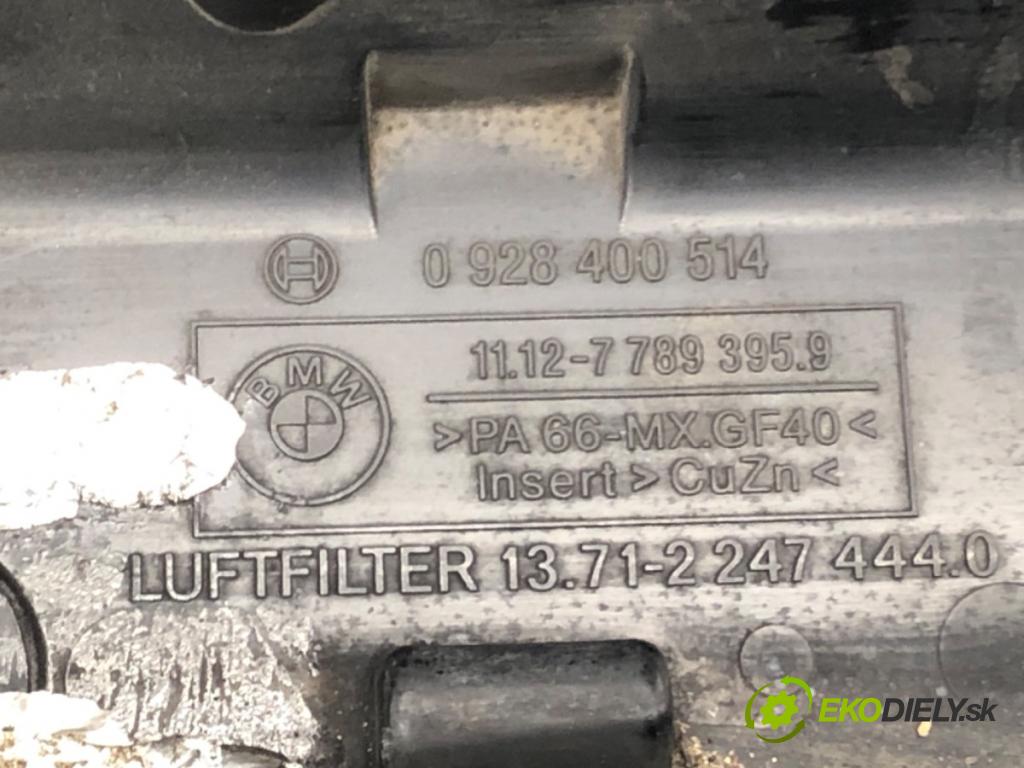 0 928 400 514
BMW
11.12-7 789 395.9
>PA 66-MX.GF40<
Insert > CuZn <
LUFTFILTER 13.71-2 247 444.0
EKODIELY.sk